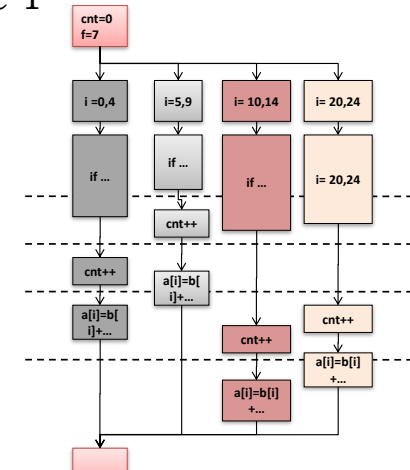 cnt=0
f=7
i =0,4
i=5,9
i= 10,14
i= 20,24
if ...
if ...
if ...
i= 20,24
cnt++
cnt++
a[i]=b[
i]+...
a[i]=b[
i]+...
cnt++
cnt++
a[i]=b[i]
+...
a[i]=b[i]
+...